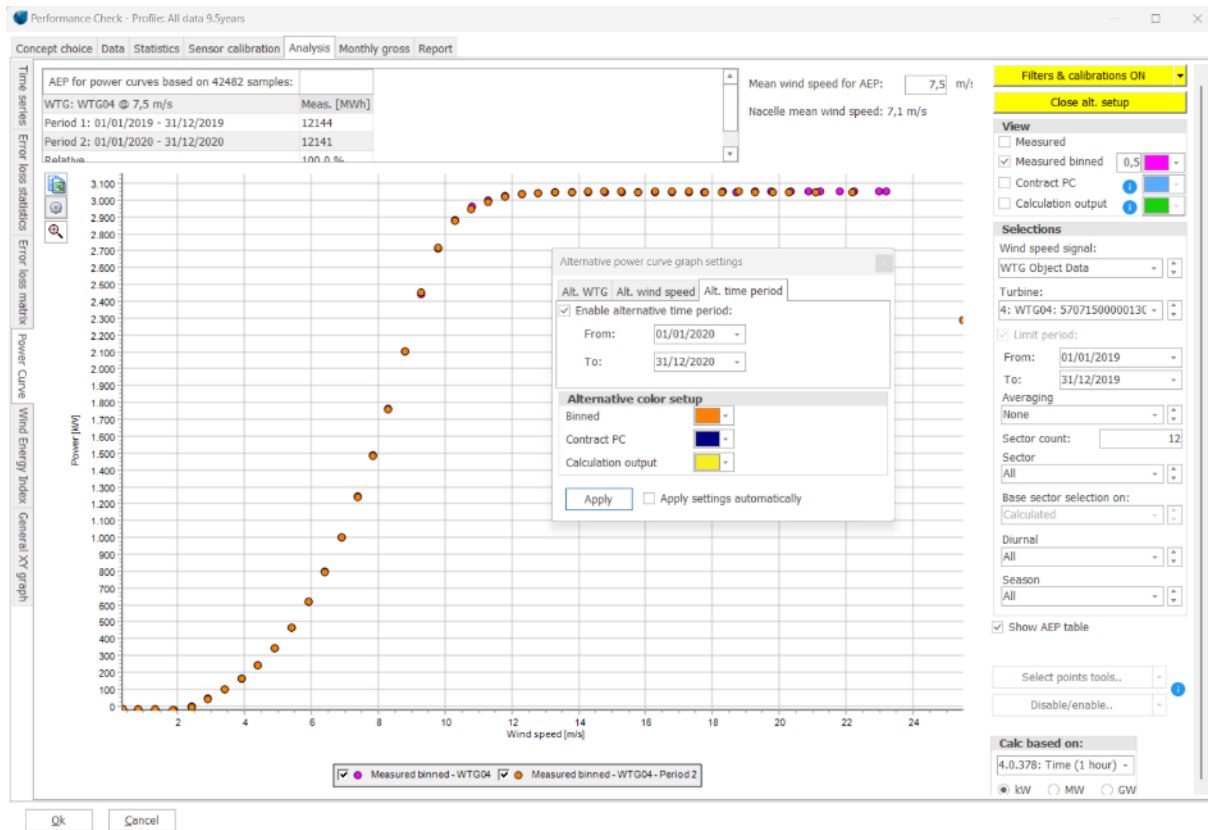 Performance Check - Profile: All data 9.5years
Concept choice Data Statistics Sensor calibration Analysis Monthly gross Report
Time series
Error loss statistics
Error loss matrix
Power Curve
Wind Energy Index
General XY graph
AEP for power curves based on 42482 samples:
WTG: WTG04 @ 7,5 m/s Meas. [MWh]
Period 1: 01/01/2019 - 31/12/2019 12144
Period 2: 01/01/2020 - 31/12/2020 12141
Relative 100,0 %
Mean wind speed for AEP: 7,5 m/s
Nacelle mean wind speed: 7,1 m/s
3.100
3.000
2.900
2.800
2.700
2.600
2.500
2.400
2.300
2.200
2.100
2.000
1.900
1.800
1.700
1.600
1.500
1.400
1.300
1.200
1.100
1.000
900
800
700
600
500
400
300
200
100
0
Power [kW]
2 4 6 8 10 12 14 16 18 20 22 24
Wind speed [m/s]
Measured binned - WTG04 Measured binned - WTG04 - Period 2
Alternative power curve graph settings
Alt. WTG Alt. wind speed Alt. time period
Enable alternative time period:
From: 01/01/2020
To: 31/12/2020
Alternative color setup
Binned
Contract PC
Calculation output
Apply Apply settings automatically
Filters & calibrations ON
Close alt. setup
View
Measured
Measured binned 0,5
Contract PC
Calculation output
Selections
Wind speed signal:
WTG Object Data
Turbine:
4: WTG04: 5707150000013(
Limit period:
From: 01/01/2019
To: 31/12/2019
Averaging
None
Sector count: 12
Sector
All
Base sector selection on:
Calculated
Diurnal
All
Season
All
Show AEP table
Select points tools..
Disable/enable..
Calc based on:
4.0.378: Time (1 hour)
kW MW GW
Ok Cancel